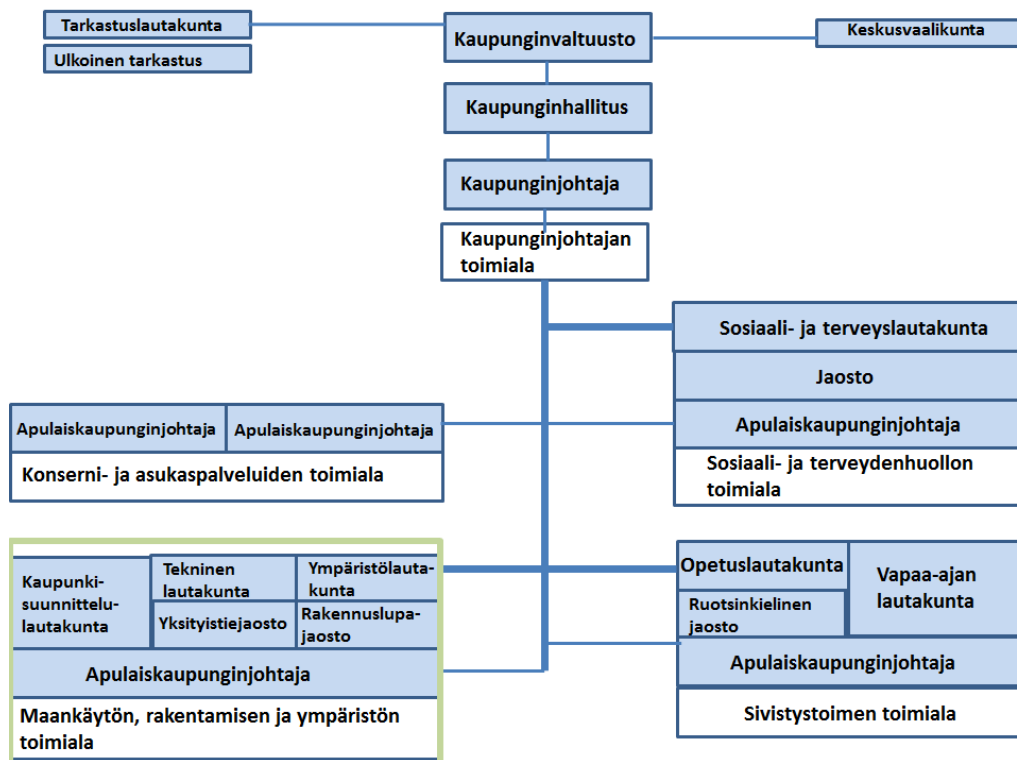 Tarkastuslautakunta
Ulkoinen tarkastus
Kaupunginvaltuusto
Keskusvaalikunta
Kaupunginhallitus
Kaupunginjohtaja
Kaupunginjohtajan
toimiala
Sosiaali- ja terveyslautakunta
Jaosto
Apulaiskaupunginjohtaja
Sosiaali- ja terveydenhuollon
toimiala
Apulaiskaupunginjohtaja
Apulaiskaupunginjohtaja
Konserni- ja asukaspalveluiden toimiala
Kaupunki-
suunnittelu-
lautakunta
Tekninen
lautakunta
Ympäristölauta-
kunta
Yksityistiejaosto
Rakennuslupa-
jaosto
Apulaiskaupunginjohtaja
Maankäytön, rakentamisen ja ympäristön
toimiala
Opetuslautakunta
Ruotsinkielinen
jaosto
Vapaa-ajan
lautakunta
Apulaiskaupunginjohtaja
Sivistystoimen toimiala